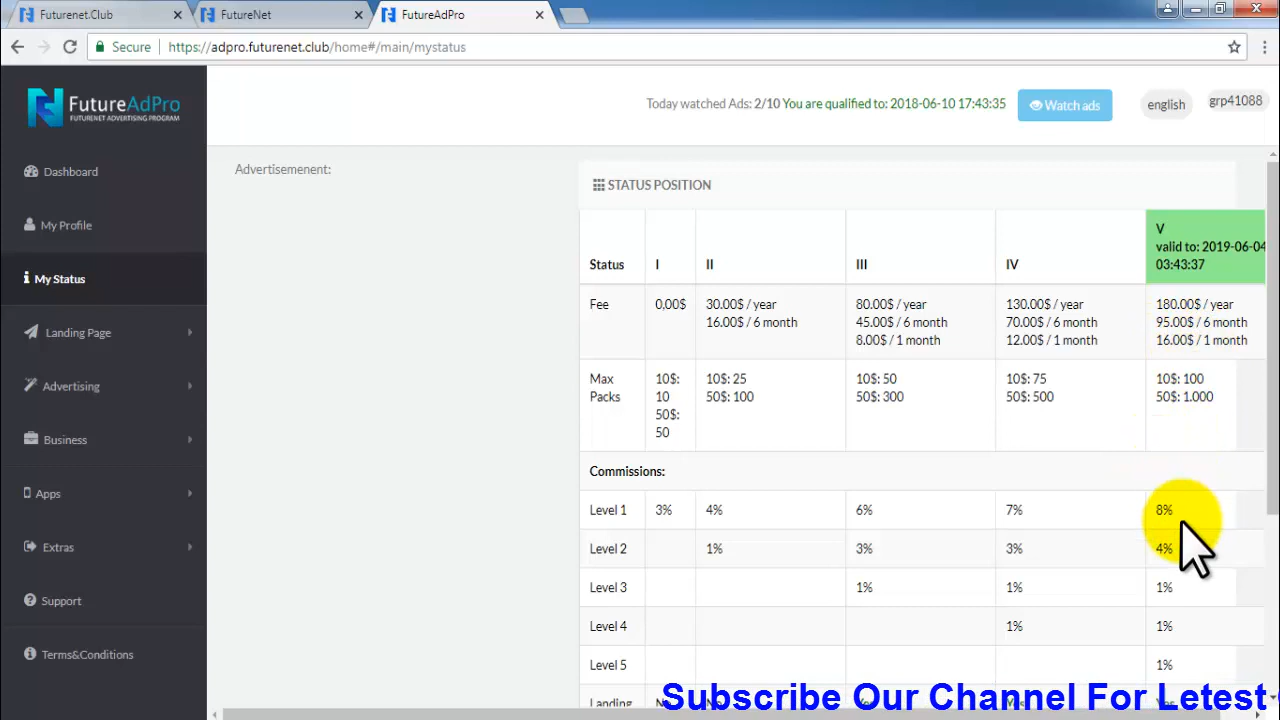 Futurenet.Club
FutureNet
FutureAdPro
Secure
https://adpro.futurenet.club/home#/main/mystatus
FutureAdPro
FUTURENET ADVERTISING PROGRAM
Today watched Ads: 2/10 You are qualified to: 2018-06-10 17:43:35
Watch ads
english
grp41088
Dashboard
My Profile
My Status
Landing Page
Advertising
Business
Apps
Extras
Support
Terms&Conditions
Advertisemenent:
STATUS POSITION
Status I II III IV V
valid to: 2019-06-04
03:43:37
Fee 0,00$ 30.00$ / year 80.00$ / year 130.00$ / year 180.00$ / year
16.00$ / 6 month 45.00$ / 6 month 70.00$ / 6 month 95.00$ / 6 month
8.00$ / 1 month 12.00$ / 1 month 16.00$ / 1 month
Max 10$: 10$: 25 10$: 50 10$: 75 10$: 100
Packs 10 50$: 100 50$: 300 50$: 500 50$: 1.000
50$:
50
Commissions:
Level 1 3% 4% 6% 7% 8%
Level 2 1% 3% 3% 4%
Level 3 1% 1% 1%
Level 4 1% 1%
Level 5 1%
Landing
Subscribe Our Channel For Letest